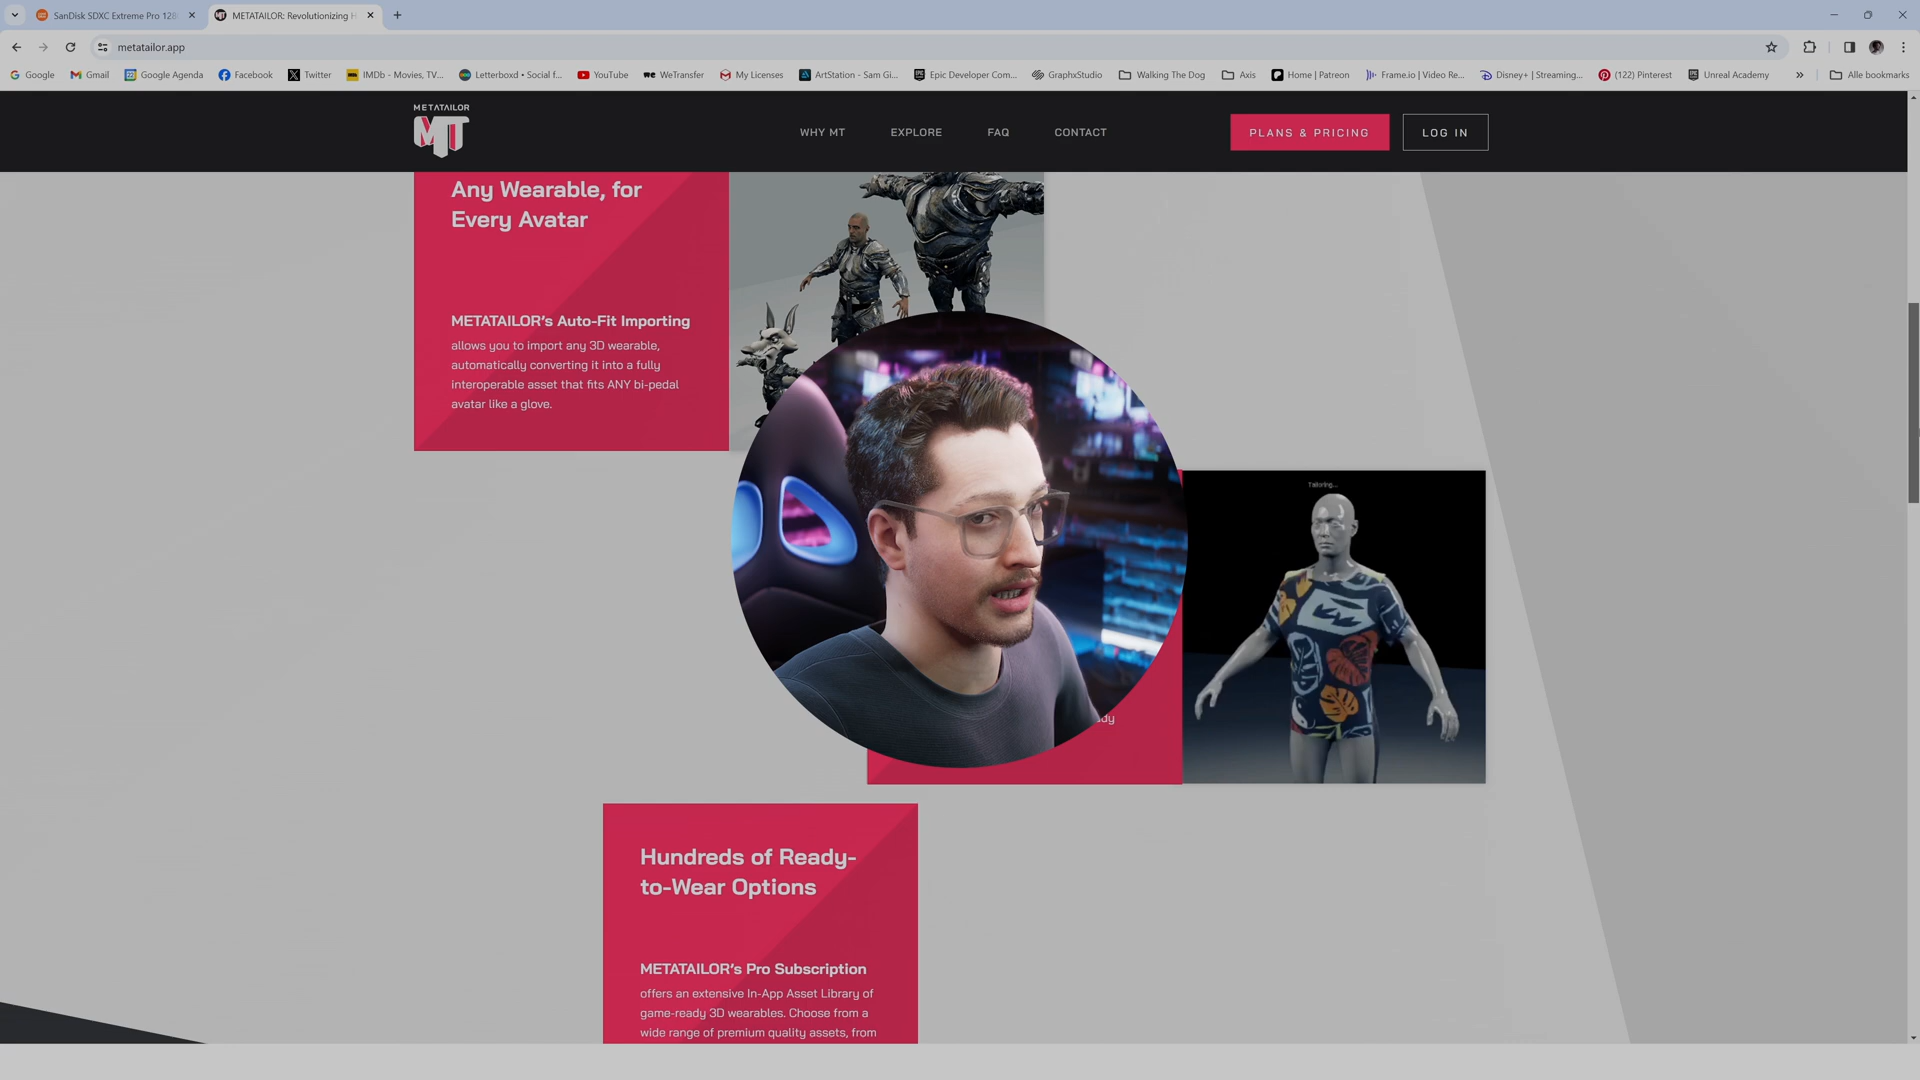 SanDisk SDXC Extreme Pro 128
METATAILOR: Revolutionizing H
metatailor.app
Google
Gmail
Google Agenda
Facebook
Twitter
IMDb - Movies, TV...
Letterboxd • Social f...
YouTube
WeTransfer
My Licenses
ArtStation - Sam Gi...
Epic Developer Com...
GraphxStudio
Walking The Dog
Axis
Home | Patreon
Frame.io | Video Re...
Disney+ | Streaming...
(122) Pinterest
Unreal Academy
Alle bookmarks
METATAILOR
MT
WHY MT
EXPLORE
FAQ
CONTACT
PLANS & PRICING
LOG IN
Any Wearable, for
Every Avatar
METATAILOR's Auto-Fit Importing
allows you to import any 3D wearable,
automatically converting it into a fully
interoperable asset that fits ANY bi-pedal
avatar like a glove.
Tailoring...
Hundreds of Ready-
to-Wear Options
METATAILOR's Pro Subscription
offers an extensive In-App Asset Library of
game-ready 3D wearables. Choose from a
wide range of premium quality assets, from